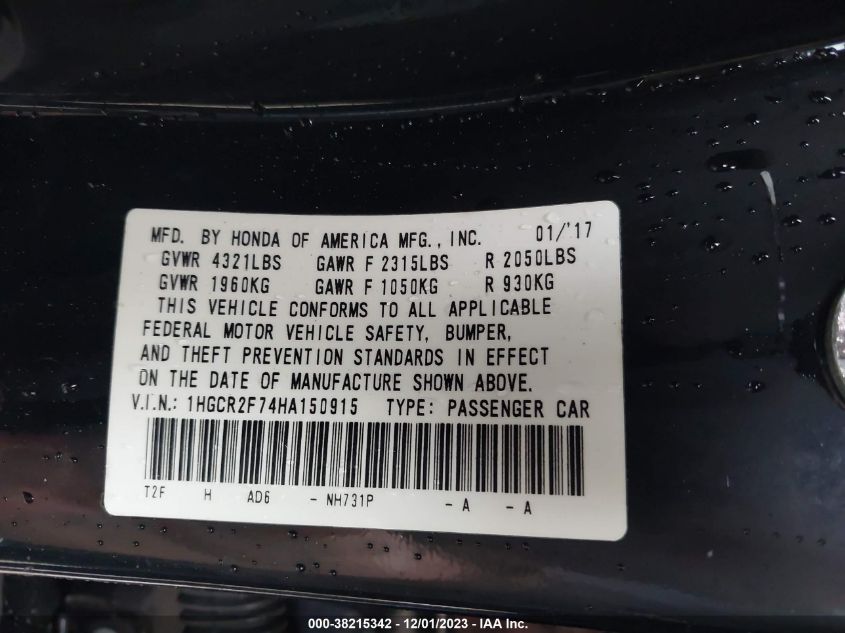 MFD. BY HONDA OF AMERICA MFG., INC. 01/'17
GVWR 4321LBS GAWR F 2315LBS R 2050LBS
GVWR 1960KG GAWR F 1050KG R 930KG
THIS VEHICLE CONFORMS TO ALL APPLICABLE
FEDERAL MOTOR VEHICLE SAFETY, BUMPER,
AND THEFT PREVENTION STANDARDS IN EFFECT
ON THE DATE OF MANUFACTURE SHOWN ABOVE.
V.I.N.: 1HGCR2F74HA150915 TYPE: PASSENGER CAR
T2F H AD6 - NH731P - A - A
000-38215342 - 12/01/2023 - IAA Inc.